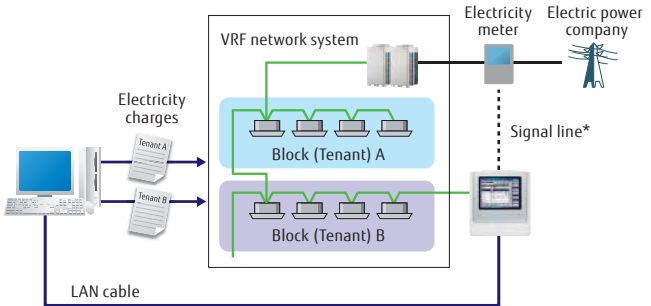 Electricity
meter
Electric power
company
VRF network system
Electricity
charges
Tenant A
Block (Tenant) A
Signal line*
Tenant B
Block (Tenant) B
LAN cable